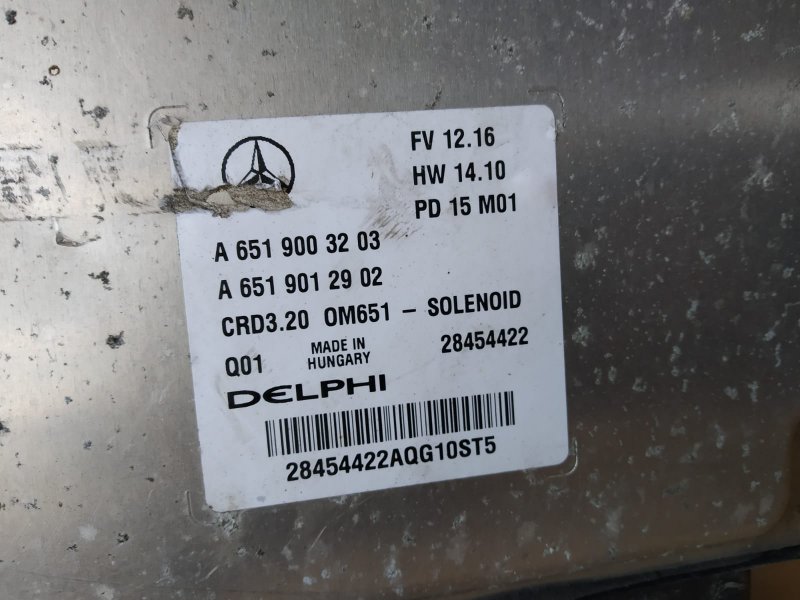 FV 12.16
HW 14.10
PD 15 M01
A 651 900 32 03
A 651 901 29 02
CRD3.20 OM651 – SOLENOID
Q01 MADE IN HUNGARY 28454422
DELPHI
28454422AQG10ST5